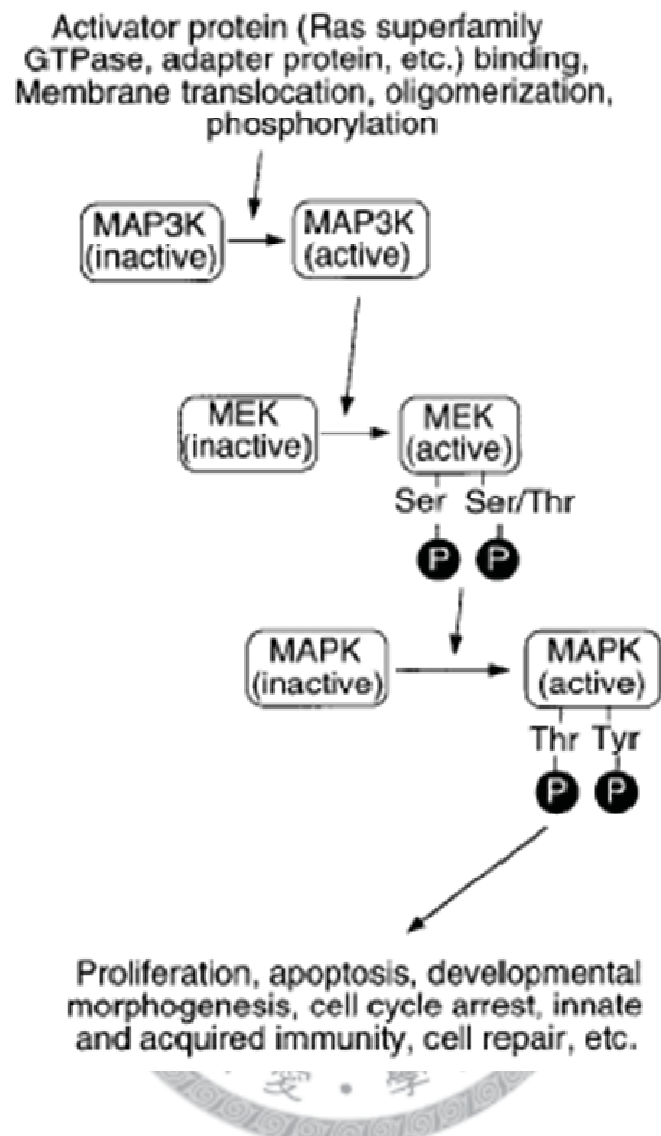 Activator protein (Ras superfamily
GTPase, adapter protein, etc.) binding,
Membrane translocation, oligomerization,
phosphorylation
MAP3K
(inactive)
MAP3K
(active)
MEK
(inactive)
MEK
(active)
Ser Ser/Thr
P P
MAPK
(inactive)
MAPK
(active)
Thr Tyr
P P
Proliferation, apoptosis, developmental
morphogenesis, cell cycle arrest, innate
and acquired immunity, cell repair, etc.
愛 · 學